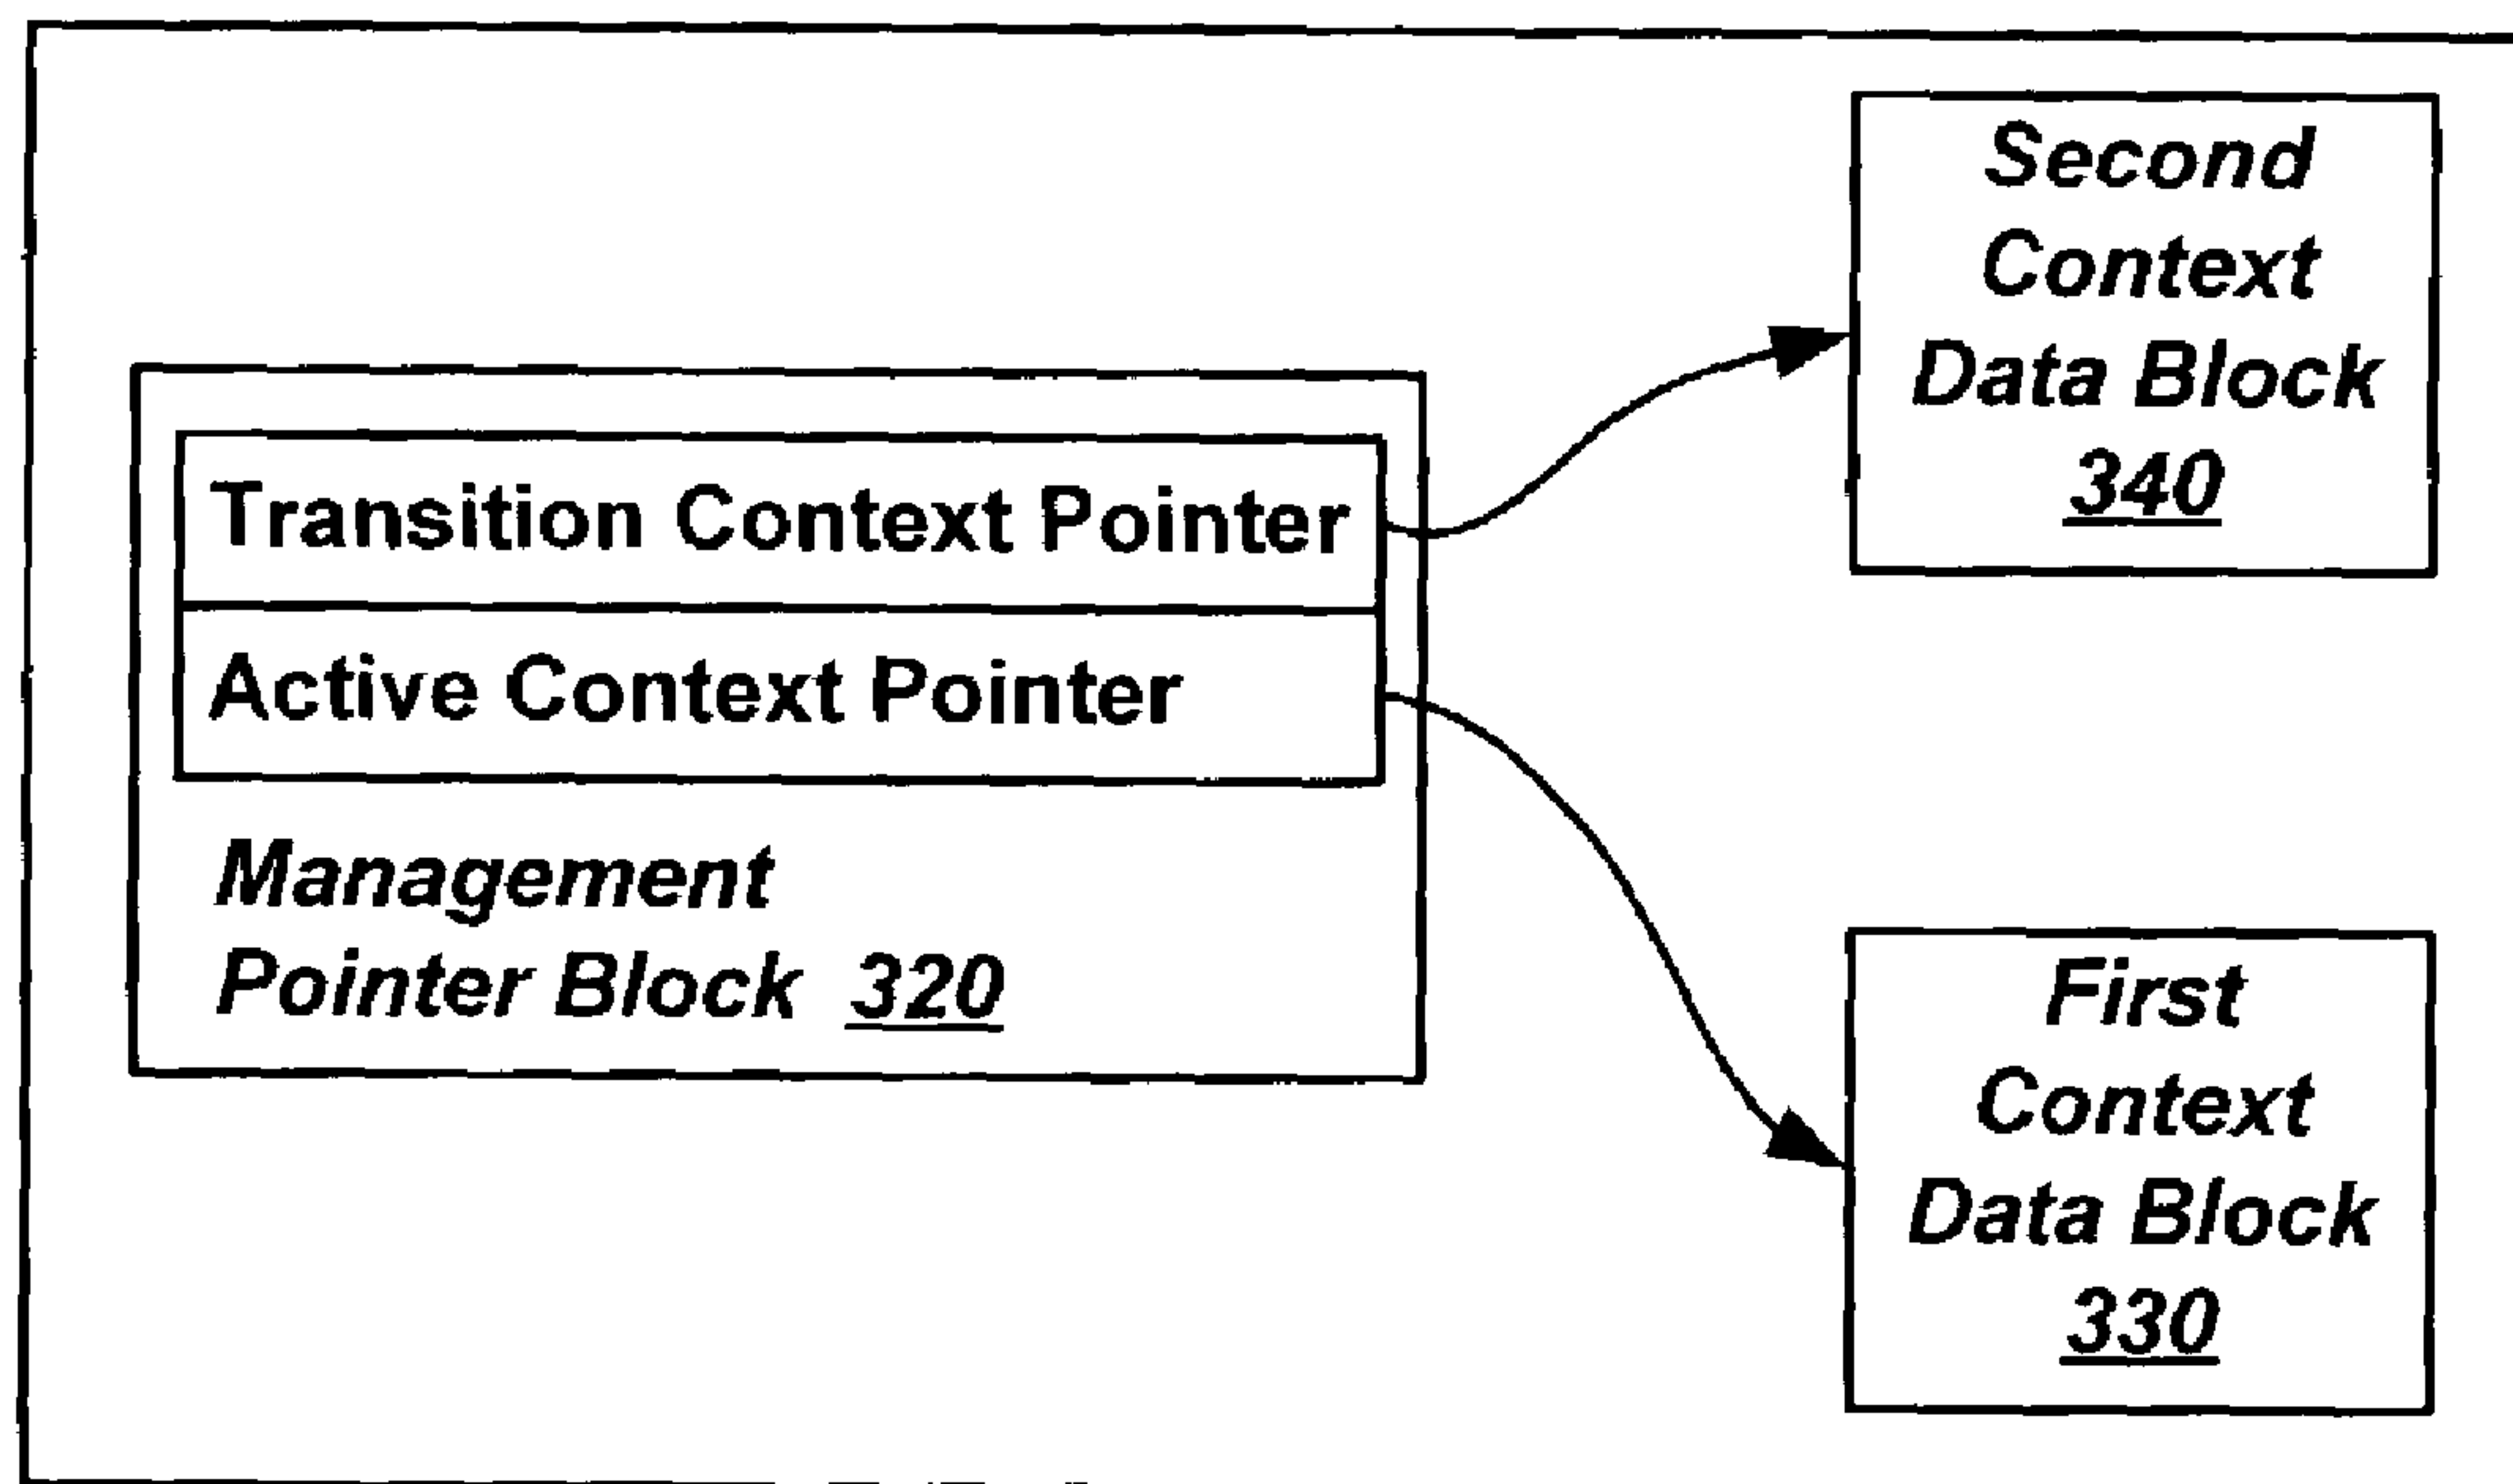 Second
Context
Data Block
340
Transition Context Pointer
Active Context Pointer
Management
Pointer Block 320
First
Context
Data Block
330